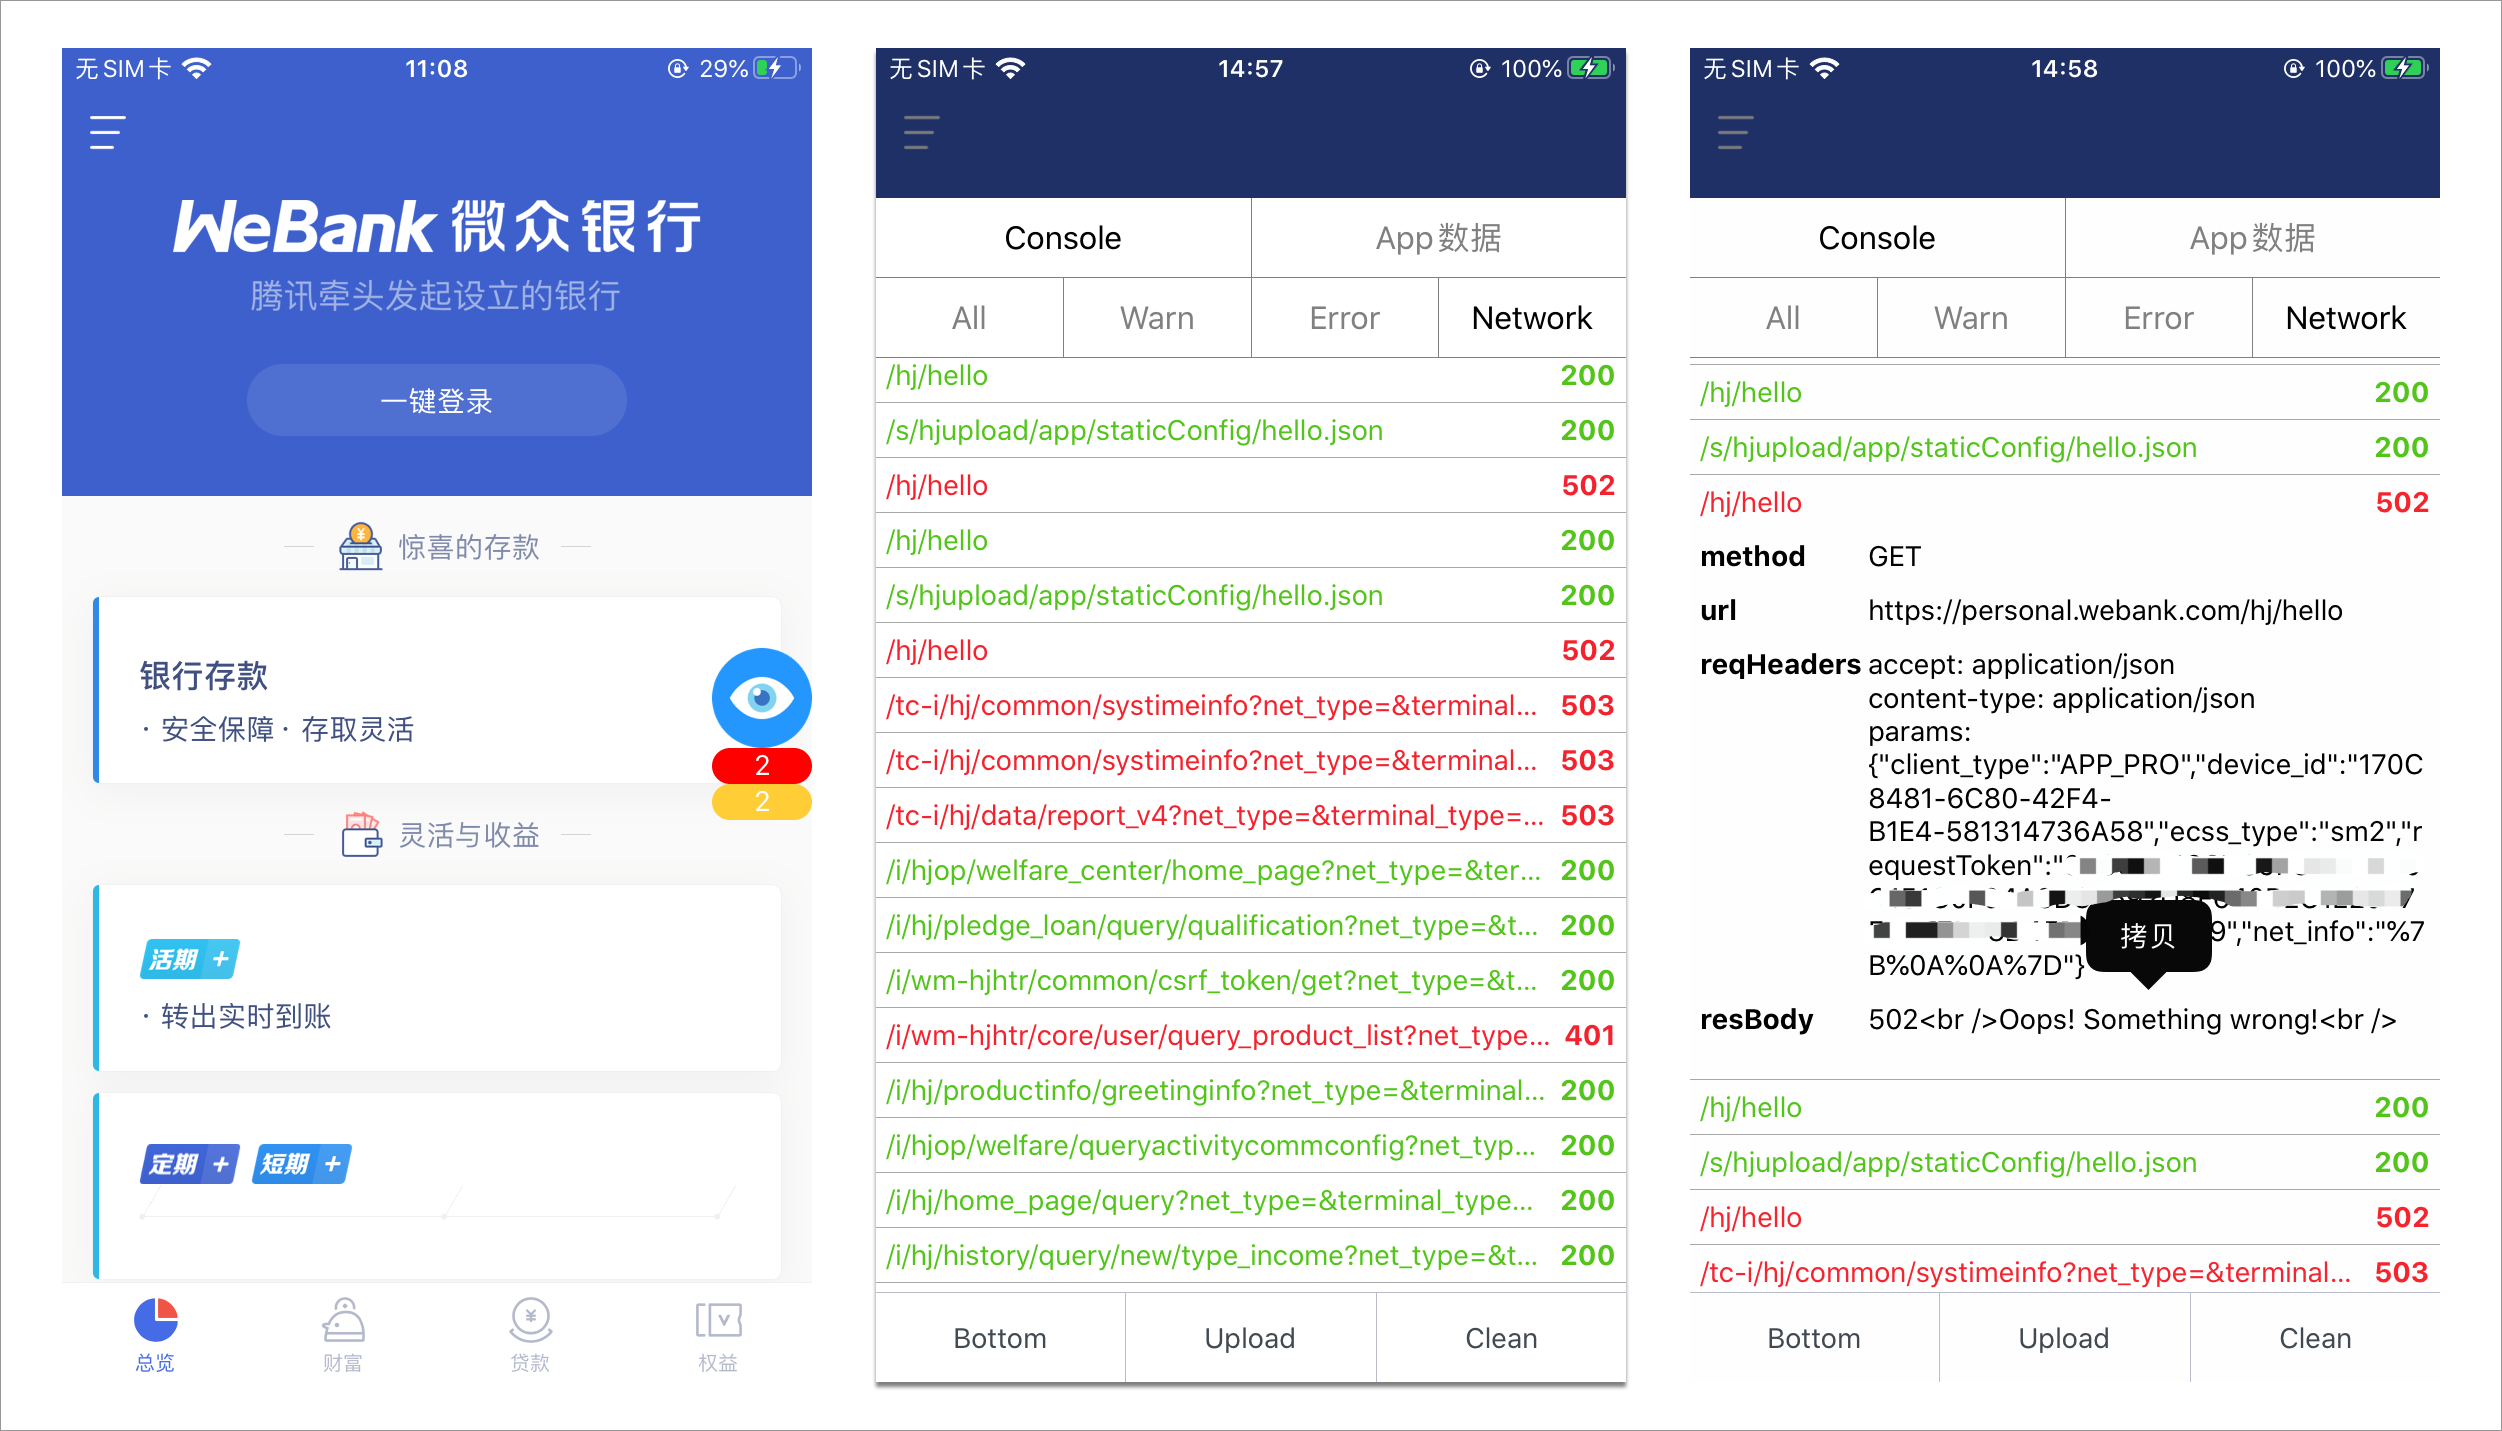 无SIM卡 11:08 29%
WeBank 微众银行
腾讯牵头发起设立的银行
一键登录
惊喜的存款
银行存款
· 安全保障 · 存取灵活
2
2
灵活与收益
活期 +
· 转出实时到账
定期 + 短期 +
总览 财富 贷款 权益
无SIM卡 14:57 100%
Console App数据
All Warn Error Network
/hj/hello 200
/s/hjupload/app/staticConfig/hello.json 200
/hj/hello 502
/hj/hello 200
/s/hjupload/app/staticConfig/hello.json 200
/hj/hello 502
/tc-i/hj/common/systimeinfo?net_type=&terminal... 503
/tc-i/hj/common/systimeinfo?net_type=&terminal... 503
/tc-i/hj/data/report_v4?net_type=&terminal_type=... 503
/i/hjop/welfare_center/home_page?net_type=&ter... 200
/i/hj/pledge_loan/query/qualification?net_type=&t... 200
/i/wm-hjhtr/common/csrf_token/get?net_type=&t... 200
/i/wm-hjhtr/core/user/query_product_list?net_type... 401
/i/hj/productinfo/greetinginfo?net_type=&terminal... 200
/i/hjop/welfare/queryactivitycommconfig?net_typ... 200
/i/hj/home_page/query?net_type=&terminal_type... 200
/i/hj/history/query/new/type_income?net_type=&t... 200
Bottom Upload Clean
无SIM卡 14:58 100%
Console App数据
All Warn Error Network
/hj/hello 200
/s/hjupload/app/staticConfig/hello.json 200
/hj/hello 502
method GET
url https://personal.webank.com/hj/hello
reqHeaders accept: application/json
content-type: application/json
params:
{"client_type":"APP_PRO","device_id":"170C
8481-6C80-42F4-
B1E4-581314736A58","ecss_type":"sm2","r
equestToken":"
拷贝 9","net_info":"%7
B%0A%0A%7D"}
resBody 502<br />Oops! Something wrong!<br />
/hj/hello 200
/s/hjupload/app/staticConfig/hello.json 200
/hj/hello 502
/tc-i/hj/common/systimeinfo?net_type=&terminal... 503
Bottom Upload Clean